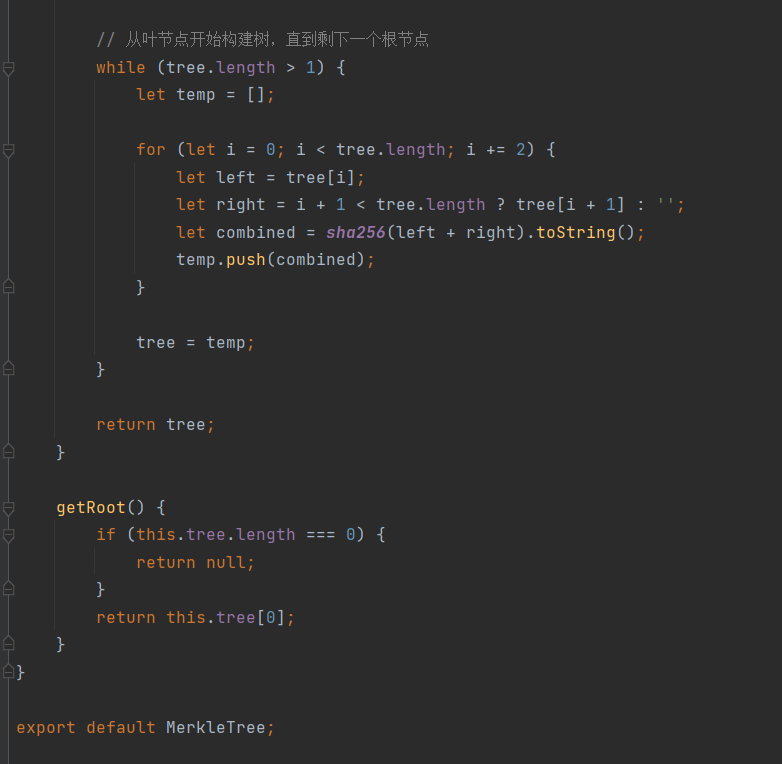 // 从叶节点开始构建树，直到剩下一个根节点
while (tree.length > 1) {
let temp = [];
for (let i = 0; i < tree.length; i += 2) {
let left = tree[i];
let right = i + 1 < tree.length ? tree[i + 1] : '';
let combined = sha256(left + right).toString();
temp.push(combined);
}
tree = temp;
}
return tree;
}
getRoot() {
if (this.tree.length === 0) {
return null;
}
return this.tree[0];
}
}
export default MerkleTree;